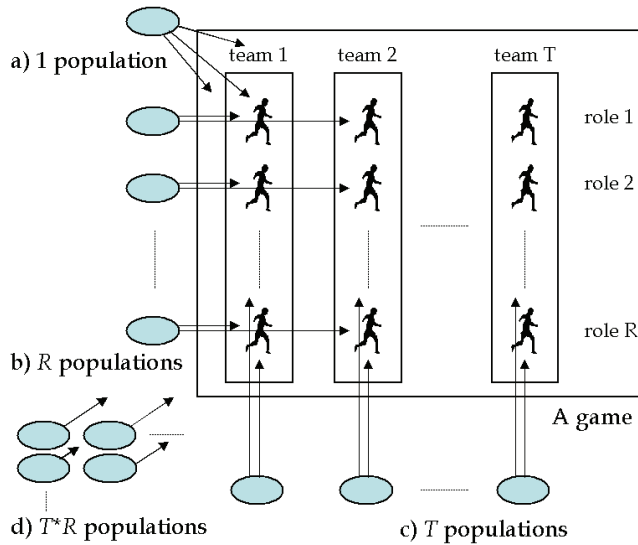 a) 1 population
team 1
team 2
team T
role 1
role 2
role R
b) R populations
A game
d) T*R populations
c) T populations